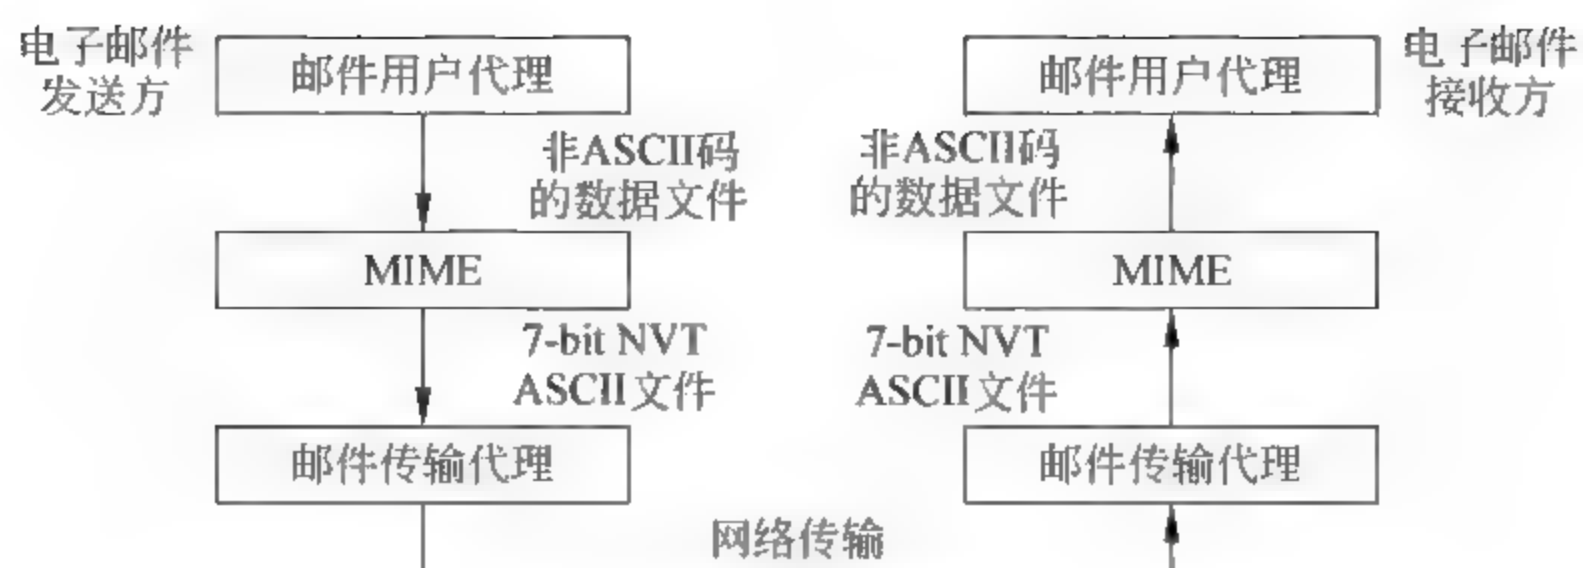 电子邮件
发送方
邮件用户代理
邮件用户代理
电子邮件
接收方
非ASCII码
的数据文件
非ASCII码
的数据文件
MIME
MIME
7-bit NVT
ASCII文件
7-bit NVT
ASCII文件
邮件传输代理
邮件传输代理
网络传输